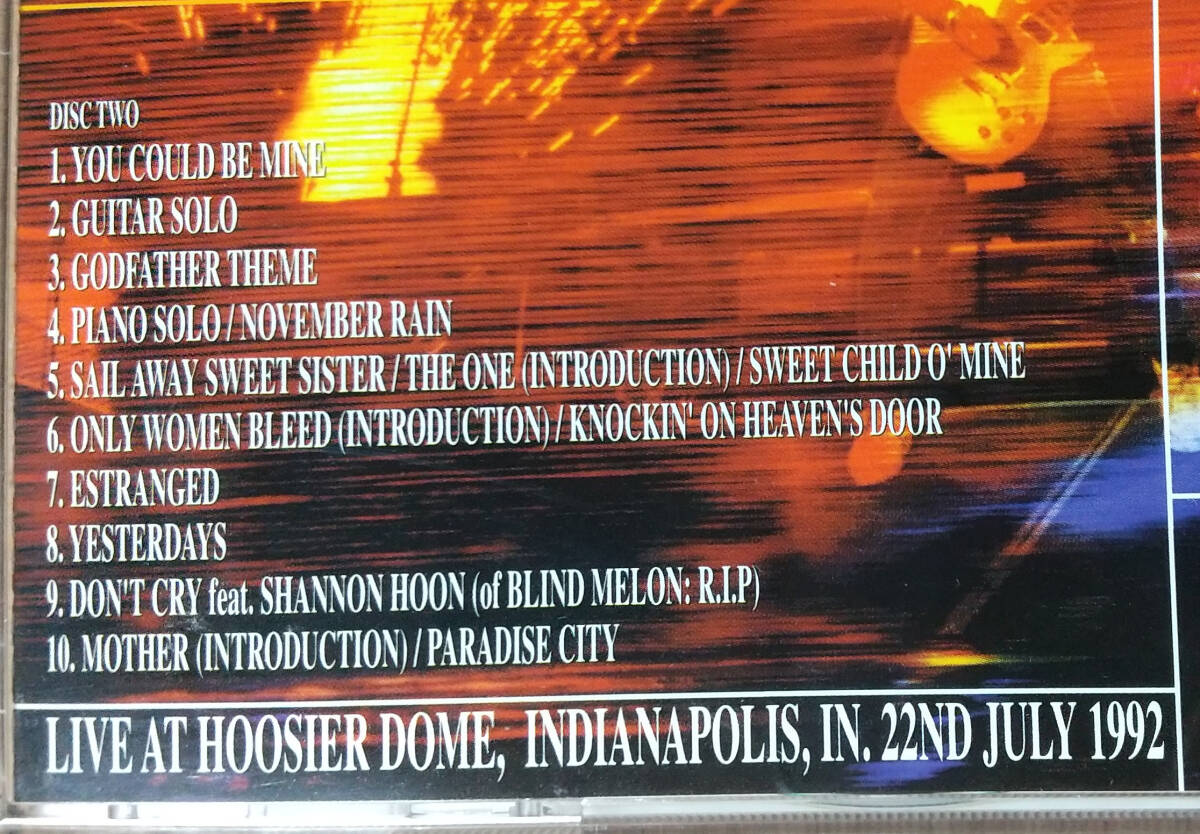 DISC TWO
1. YOU COULD BE MINE
2. GUITAR SOLO
3. GODFATHER THEME
4. PIANO SOLO / NOVEMBER RAIN
5. SAIL AWAY SWEET SISTER / THE ONE (INTRODUCTION) / SWEET CHILD O' MINE
6. ONLY WOMEN BLEED (INTRODUCTION) / KNOCKIN' ON HEAVEN'S DOOR
7. ESTRANGED
8. YESTERDAYS
9. DON'T CRY feat. SHANNON HOON (of BLIND MELON: R.I.P)
10. MOTHER (INTRODUCTION) / PARADISE CITY
LIVE AT HOOSIER DOME, INDIANAPOLIS, IN. 22ND JULY 1992